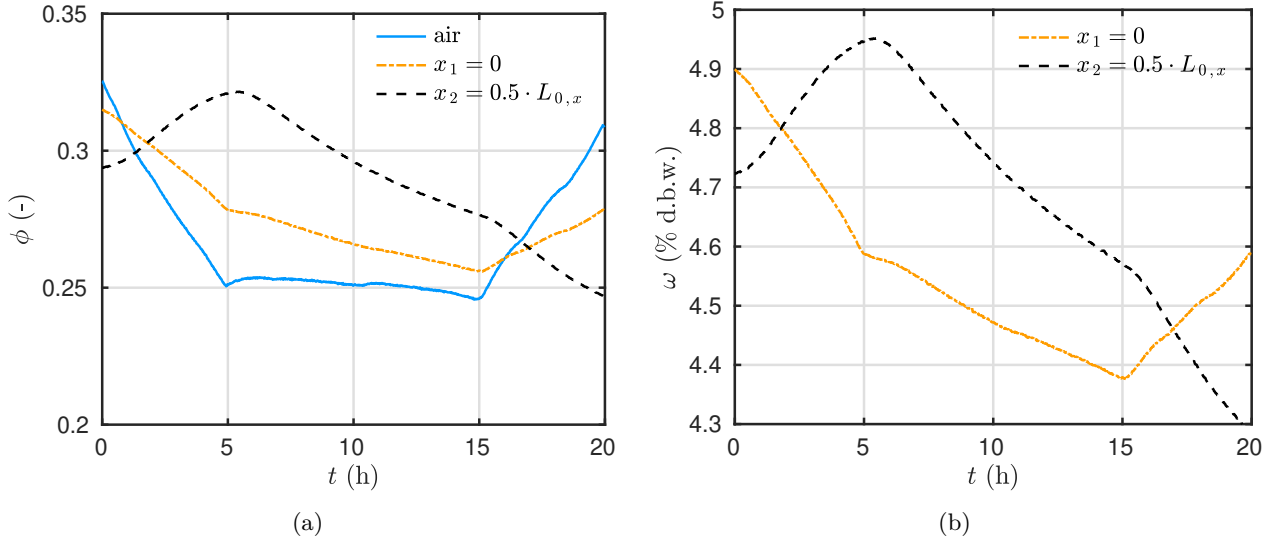 0.35
0.3
0.25
0.2
ϕ (-)
0
5
10
15
20
t (h)
air
x₁ = 0
x₂ = 0.5 · L₀,ₓ
(a)
5
4.9
4.8
4.7
4.6
4.5
4.4
4.3
ω (% d.b.w.)
0
5
10
15
20
t (h)
x₁ = 0
x₂ = 0.5 · L₀,ₓ
(b)